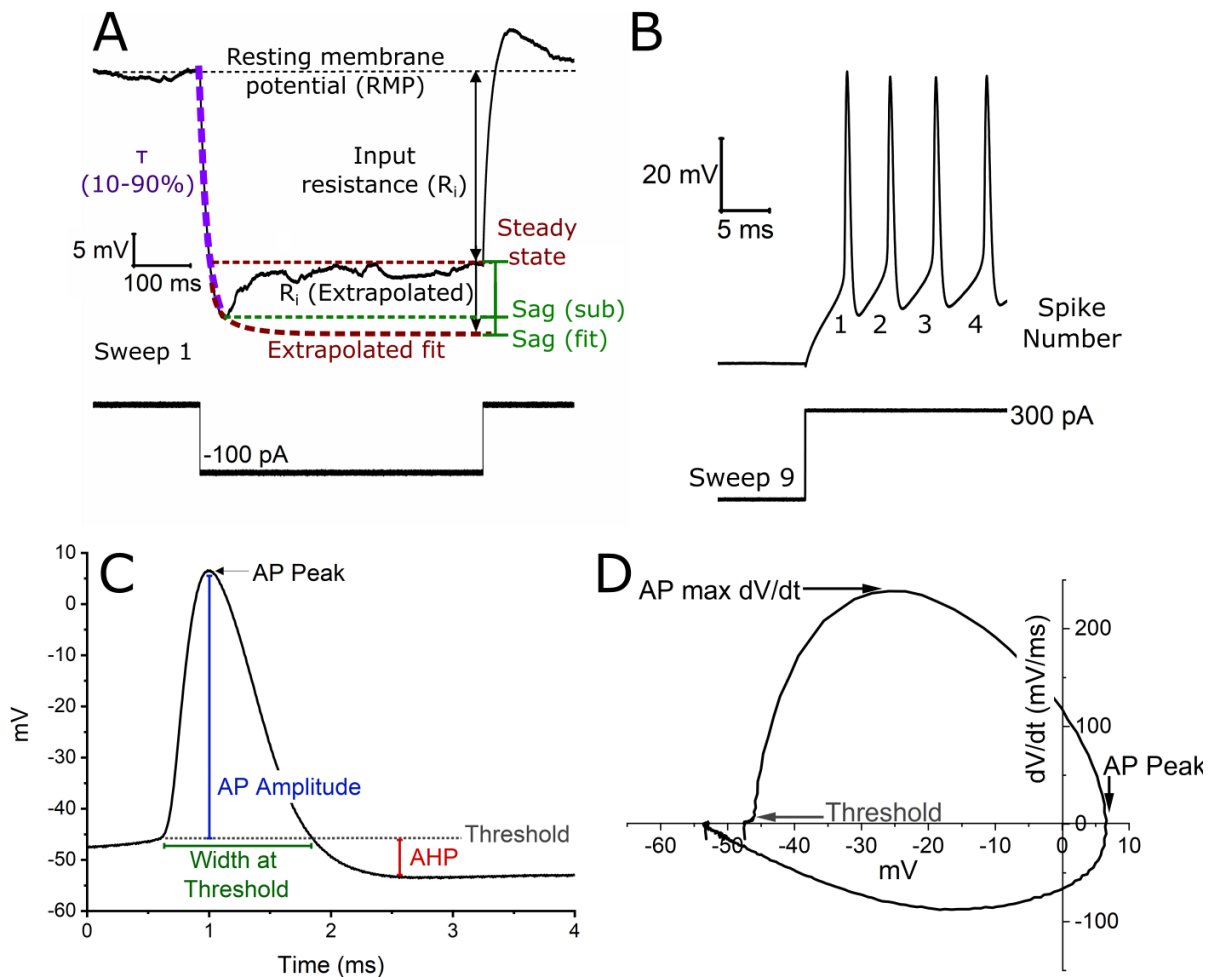 A
Resting membrane
potential (RMP)
τ
(10-90%)
Input
resistance (Ri)
5 mV
100 ms
Steady
state
Ri (Extrapolated)
Sag (sub)
Sag (fit)
Extrapolated fit
Sweep 1
-100 pA
B
20 mV
5 ms
1 2 3 4
Spike
Number
300 pA
Sweep 9
C
10
0
-10
-20
-30
-40
-50
-60
mV
AP Peak
AP Amplitude
Threshold
Width at
Threshold
AHP
0 1 2 3 4
Time (ms)
D
AP max dV/dt
200
100
0
-100
dV/dt (mV/ms)
AP Peak
Threshold
-60 -50 -40 -30 -20 -10 0 10
mV